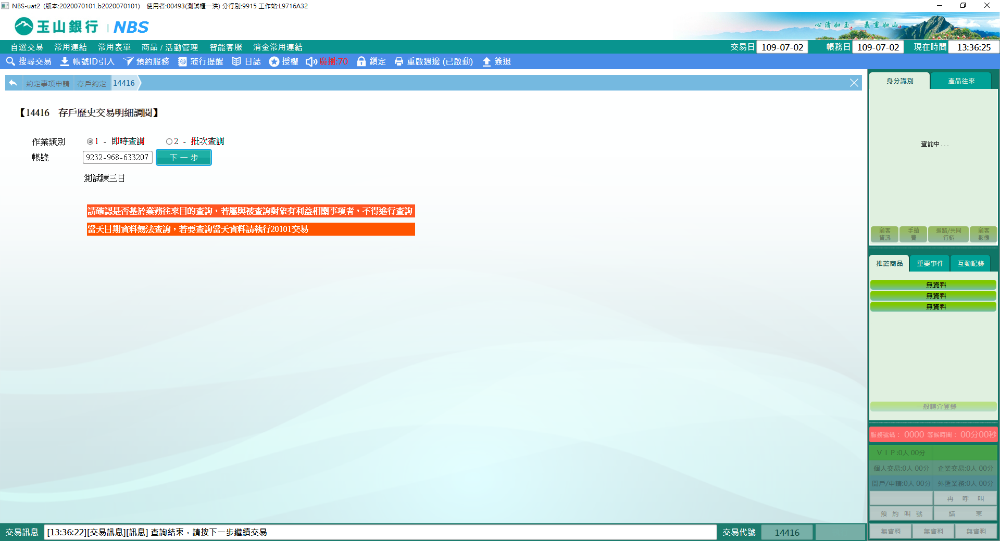 NBS-uat2 (版本:2020070101.b2020070101) 使用者:00493(測試櫃一洪) 分行別:9915 工作站:L9716A32
玉山銀行 | NBS
心清如玉 義重如山
自選交易 常用連結 常用表單 商品 / 活動管理 智能客服 消金常用連結 交易日 109-07-02 帳務日 109-07-02 現在時間 13:36:25
搜尋交易 帳號ID引入 預約服務 蒞行提醒 日誌 授權 廣播:70 鎖定 重啟週邊 (已啟動) 簽退
約定事項申請 存戶約定 14416
【14416 存戶歷史交易明細調閱】
作業類別 1 - 即時查調 2 - 批次查調
帳號 9232-968-633207 下一步
測試陳三日
請確認是否基於業務往來目的查詢，若屬與被查詢對象有利益相關事項者，不得進行查詢
當天日期資料無法查詢，若要查詢當天資料請執行20101交易
身分識別 產品往來
查詢中...
顧客資訊 手續費 通路/共同行銷 顧客影像
推薦商品 重要事件 互動記錄
無資料
無資料
無資料
一般轉介登錄
服務號碼： 0000 等候時間： 00分00秒
ＶＩＰ:0人 00分
個人交易:0人 00分 企業交易:0人 00分
開戶/申請:0人 00分 外匯業務:0人 00分
再呼叫
預約叫號 結束
無資料 無資料 無資料
交易訊息 [13:36:22][交易訊息][訊息] 查詢結束，請按下一步繼續交易 交易代號 14416